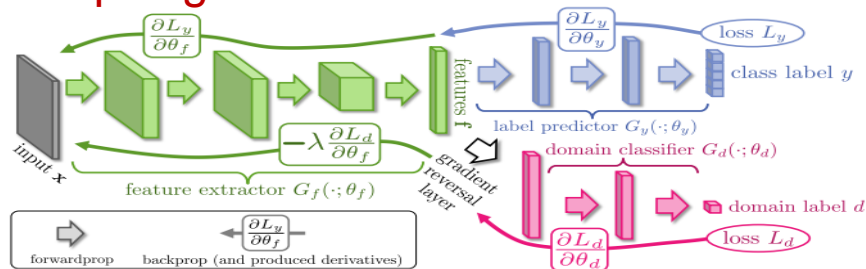 ∂L_y/∂θ_f
∂L_y/∂θ_y
loss L_y
features f
class label y
label predictor G_y(·; θ_y)
−λ ∂L_d/∂θ_f
input x
gradient reversal layer
domain classifier G_d(·; θ_d)
feature extractor G_f(·; θ_f)
domain label d
∂L_y/∂θ_f
forwardprop
backprop (and produced derivatives)
∂L_d/∂θ_d
loss L_d